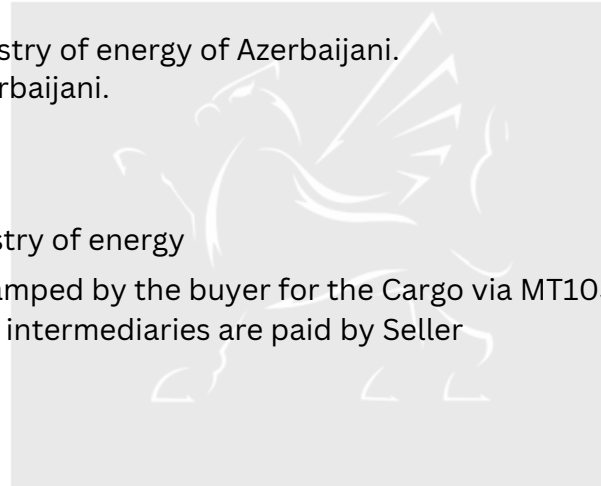 stry of energy of Azerbaijani.
rbaijani.
stry of energy
amped by the buyer for the Cargo via MT10
intermediaries are paid by Seller